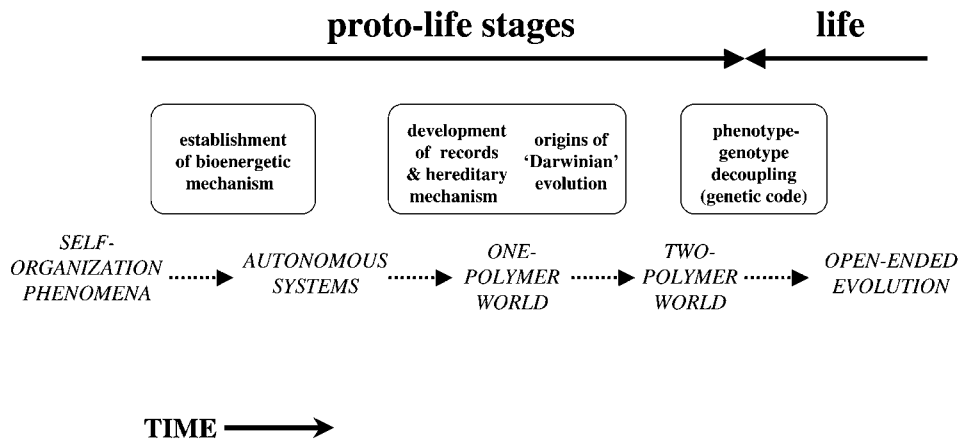 proto-life stages
life
establishment
of bioenergetic
mechanism
development
of records
& hereditary
mechanism
origins of
‘Darwinian’
evolution
phenotype-
genotype
decoupling
(genetic code)
SELF-
ORGANIZATION
PHENOMENA
AUTONOMOUS
SYSTEMS
ONE-
POLYMER
WORLD
TWO-
POLYMER
WORLD
OPEN-ENDED
EVOLUTION
TIME